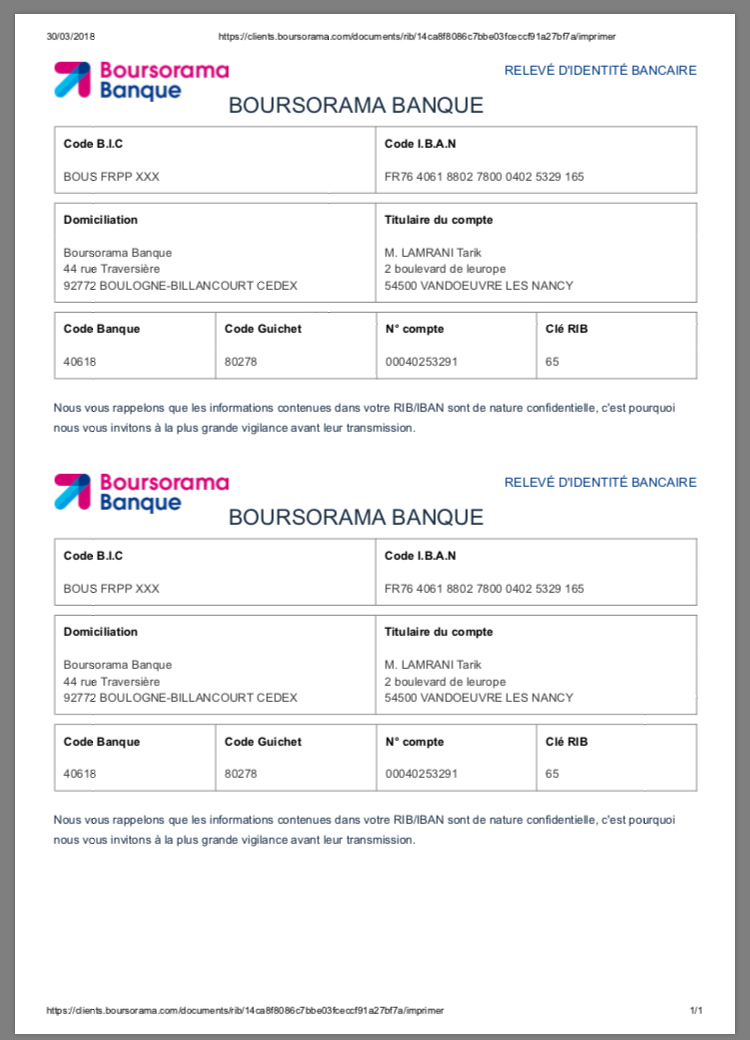 30/03/2018 https://clients.boursorama.com/documents/rib/14ca8f8086c7bbe03fceccf91a27bf7a/imprimer
Boursorama
Banque
RELEVÉ D'IDENTITÉ BANCAIRE
BOURSORAMA BANQUE
Code B.I.C Code I.B.A.N
BOUS FRPP XXX FR76 4061 8802 7800 0402 5329 165
Domiciliation Titulaire du compte
Boursorama Banque M. LAMRANI Tarik
44 rue Traversière 2 boulevard de leurope
92772 BOULOGNE-BILLANCOURT CEDEX 54500 VANDOEUVRE LES NANCY
Code Banque Code Guichet N° compte Clé RIB
40618 80278 00040253291 65
Nous vous rappelons que les informations contenues dans votre RIB/IBAN sont de nature confidentielle, c'est pourquoi
nous vous invitons à la plus grande vigilance avant leur transmission.
Boursorama
Banque
RELEVÉ D'IDENTITÉ BANCAIRE
BOURSORAMA BANQUE
Code B.I.C Code I.B.A.N
BOUS FRPP XXX FR76 4061 8802 7800 0402 5329 165
Domiciliation Titulaire du compte
Boursorama Banque M. LAMRANI Tarik
44 rue Traversière 2 boulevard de leurope
92772 BOULOGNE-BILLANCOURT CEDEX 54500 VANDOEUVRE LES NANCY
Code Banque Code Guichet N° compte Clé RIB
40618 80278 00040253291 65
Nous vous rappelons que les informations contenues dans votre RIB/IBAN sont de nature confidentielle, c'est pourquoi
nous vous invitons à la plus grande vigilance avant leur transmission.
https://clients.boursorama.com/documents/rib/14ca8f8086c7bbe03fceccf91a27bf7a/imprimer 1/1